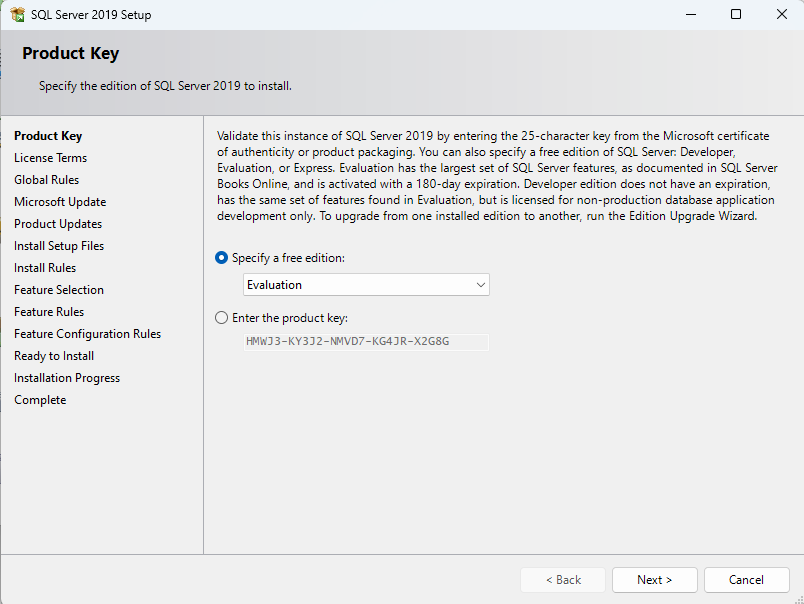 SQL Server 2019 Setup
Product Key
Specify the edition of SQL Server 2019 to install.
Product Key
License Terms
Global Rules
Microsoft Update
Product Updates
Install Setup Files
Install Rules
Feature Selection
Feature Rules
Feature Configuration Rules
Ready to Install
Installation Progress
Complete
Validate this instance of SQL Server 2019 by entering the 25-character key from the Microsoft certificate
of authenticity or product packaging. You can also specify a free edition of SQL Server: Developer,
Evaluation, or Express. Evaluation has the largest set of SQL Server features, as documented in SQL Server
Books Online, and is activated with a 180-day expiration. Developer edition does not have an expiration,
has the same set of features found in Evaluation, but is licensed for non-production database application
development only. To upgrade from one installed edition to another, run the Edition Upgrade Wizard.
Specify a free edition:
Evaluation
Enter the product key:
HMWJ3-KY3J2-NMVD7-KG4JR-X2G8G
< Back
Next >
Cancel